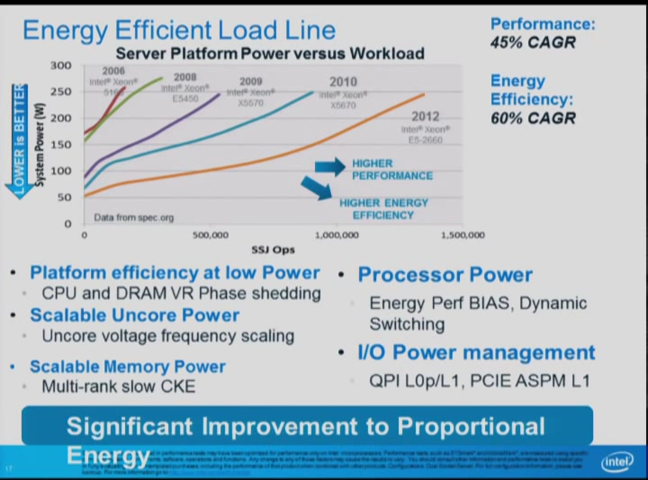 Energy Efficient Load Line
Server Platform Power versus Workload
Performance:
45% CAGR
Energy
Efficiency:
60% CAGR
LOWER is BETTER
System Power (W)
300
250
200
150
100
50
0
2006
Intel® Xeon®
2008
Intel® Xeon®
E5450
2009
Intel® Xeon®
X5570
2010
Intel® Xeon®
X5670
2012
Intel® Xeon®
E5-2660
HIGHER
PERFORMANCE
HIGHER ENERGY
EFFICIENCY
Data from spec.org
0
500,000
1,000,000
1,500,000
SSJ Ops
• Platform efficiency at low Power
• CPU and DRAM VR Phase shedding
• Scalable Uncore Power
• Uncore voltage frequency scaling
• Scalable Memory Power
• Multi-rank slow CKE
• Processor Power
Energy Perf BIAS, Dynamic
Switching
• I/O Power management
QPI L0p/L1, PCIE ASPM L1
Significant Improvement to Proportional
Energy
17
intel